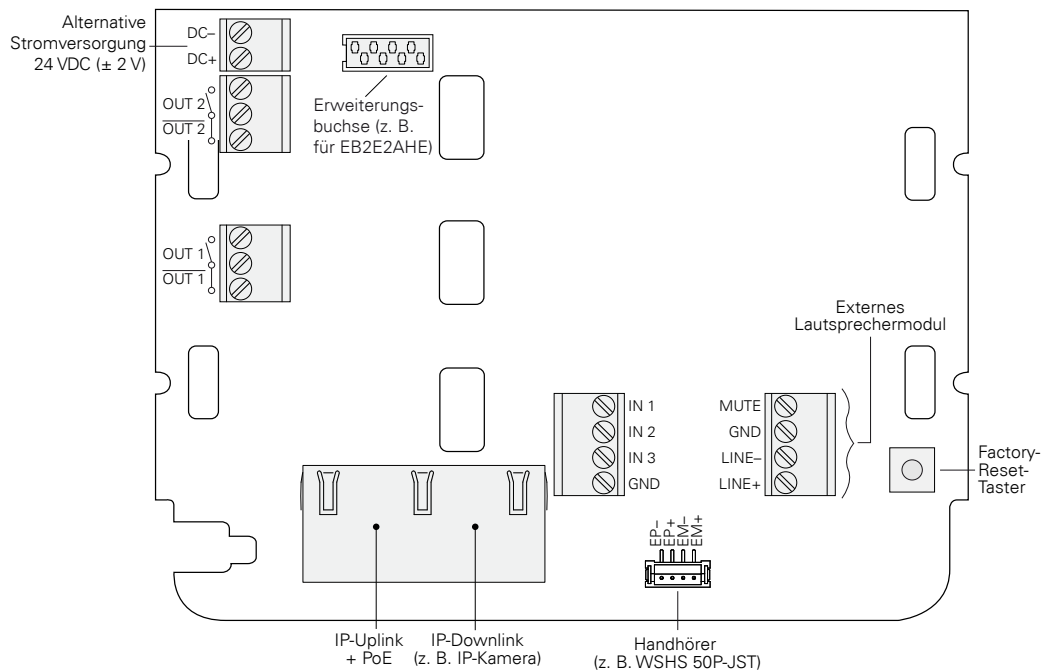 Alternative
Stromversorgung
24 VDC (± 2 V)
DC–
DC+
OUT 2
OUT 2
Erweiterungs-
buchse (z. B.
für EB2E2AHE)
OUT 1
OUT 1
Externes
Lautsprechermodul
IN 1
IN 2
IN 3
GND
MUTE
GND
LINE–
LINE+
Factory-
Reset-
Taster
EP–
EP+
EM–
EM+
IP-Uplink
+ PoE
IP-Downlink
(z. B. IP-Kamera)
Handhörer
(z. B. WSHS 50P-JST)